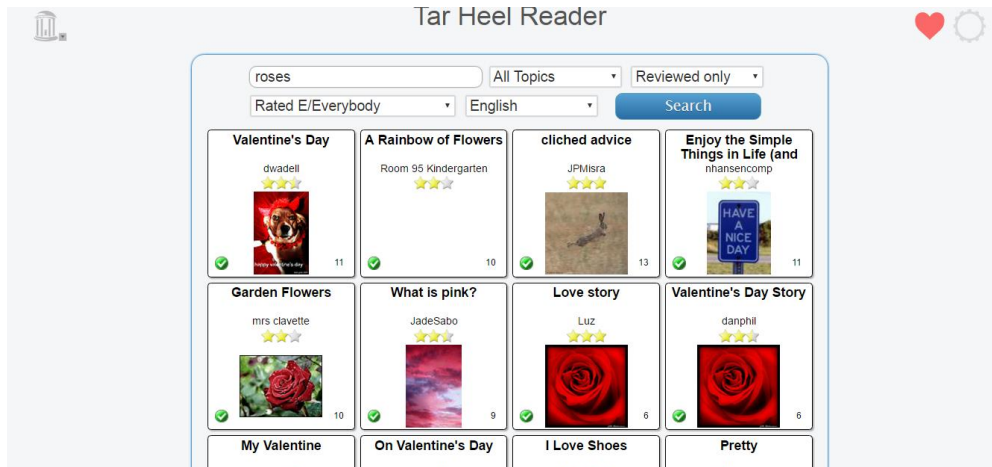 Tar Heel Reader
roses
All Topics
Reviewed only
Rated E/Everybody
English
Search
Valentine's Day
dwadell
happy valentine's day
11
A Rainbow of Flowers
Room 95 Kindergarten
10
cliched advice
JPMisra
13
Enjoy the Simple
Things in Life (and
nhansencomp
HAVE
A
NICE
DAY
11
Garden Flowers
mrs clavette
10
What is pink?
JadeSabo
9
Love story
Luz
6
Valentine's Day Story
danphil
6
My Valentine
On Valentine's Day
I Love Shoes
Pretty